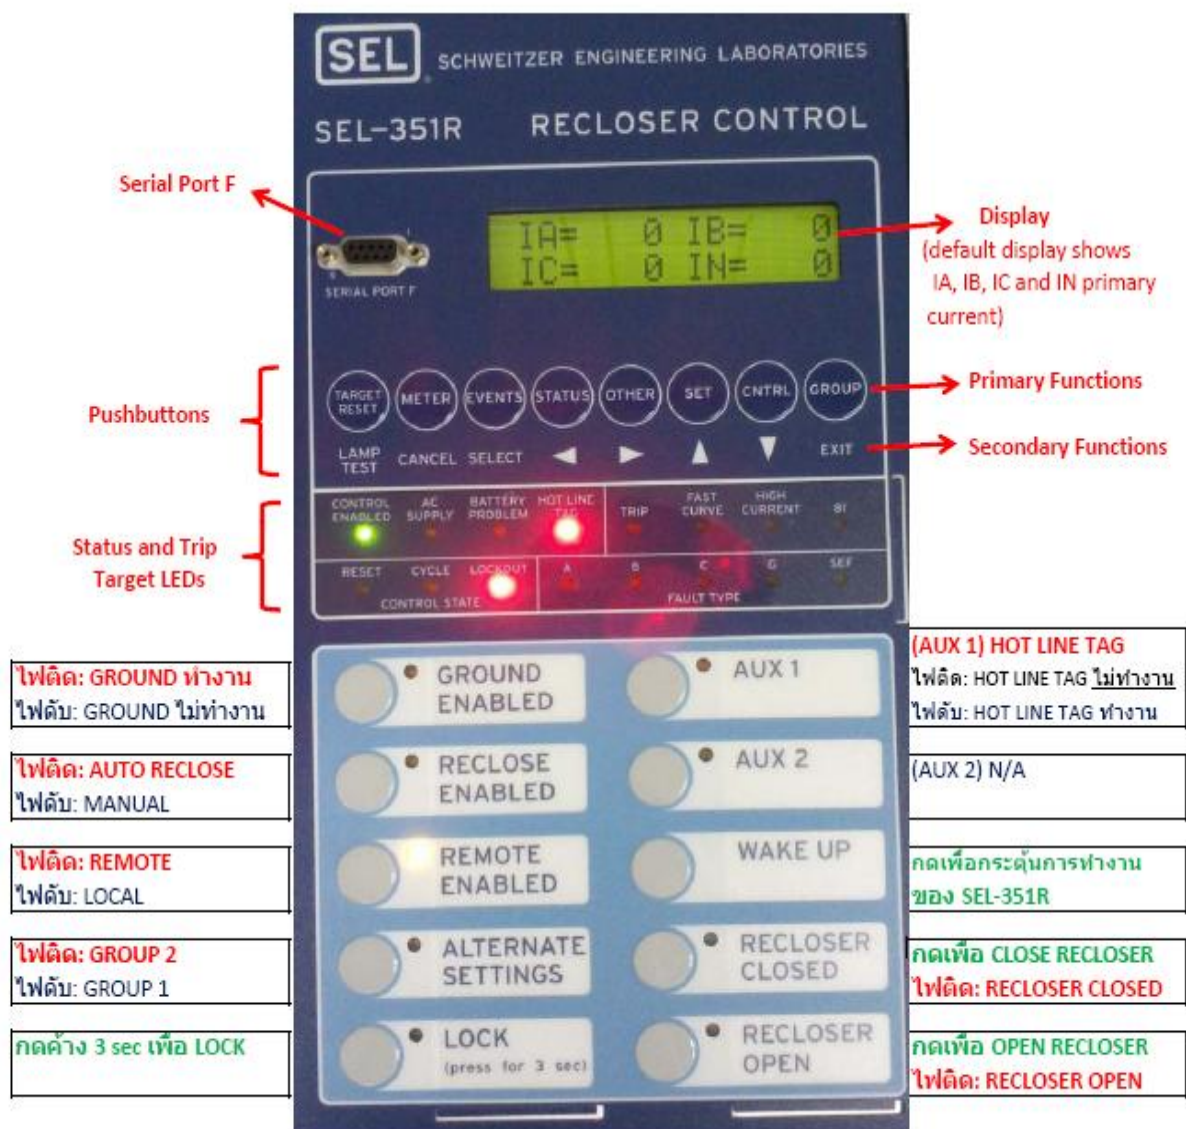 SEL
SCHWEITZER ENGINEERING LABORATORIES
SEL-351R RECLOSER CONTROL
Serial Port F
SERIAL PORT F
IA= 0 IB= 0
IC= 0 IN= 0
Display
(default display shows
IA, IB, IC and IN primary
current)
Pushbuttons
TARGET RESET
METER
EVENTS
STATUS
OTHER
SET
CNTRL
GROUP
Primary Functions
LAMP TEST
CANCEL
SELECT
EXIT
Secondary Functions
Status and Trip
Target LEDs
CONTROL ENABLED
AC SUPPLY
BATTERY PROBLEM
HOT LINE TAG
TRIP
FAST CURVE
HIGH CURRENT
81
RESET
CYCLE
LOCKOUT
A
B
C
G
SEF
CONTROL STATE
FAULT TYPE
ไฟติด: GROUND ทำงาน
ไฟดับ: GROUND ไม่ทำงาน
GROUND
ENABLED
AUX 1
(AUX 1) HOT LINE TAG
ไฟติด: HOT LINE TAG ไม่ทำงาน
ไฟดับ: HOT LINE TAG ทำงาน
ไฟติด: AUTO RECLOSE
ไฟดับ: MANUAL
RECLOSE
ENABLED
AUX 2
(AUX 2) N/A
ไฟติด: REMOTE
ไฟดับ: LOCAL
REMOTE
ENABLED
WAKE UP
กดเพื่อกระตุ้นการทำงาน
ของ SEL-351R
ไฟติด: GROUP 2
ไฟดับ: GROUP 1
ALTERNATE
SETTINGS
RECLOSER
CLOSED
กดเพื่อ CLOSE RECLOSER
ไฟติด: RECLOSER CLOSED
กดค้าง 3 sec เพื่อ LOCK
LOCK
(press for 3 sec)
RECLOSER
OPEN
กดเพื่อ OPEN RECLOSER
ไฟติด: RECLOSER OPEN